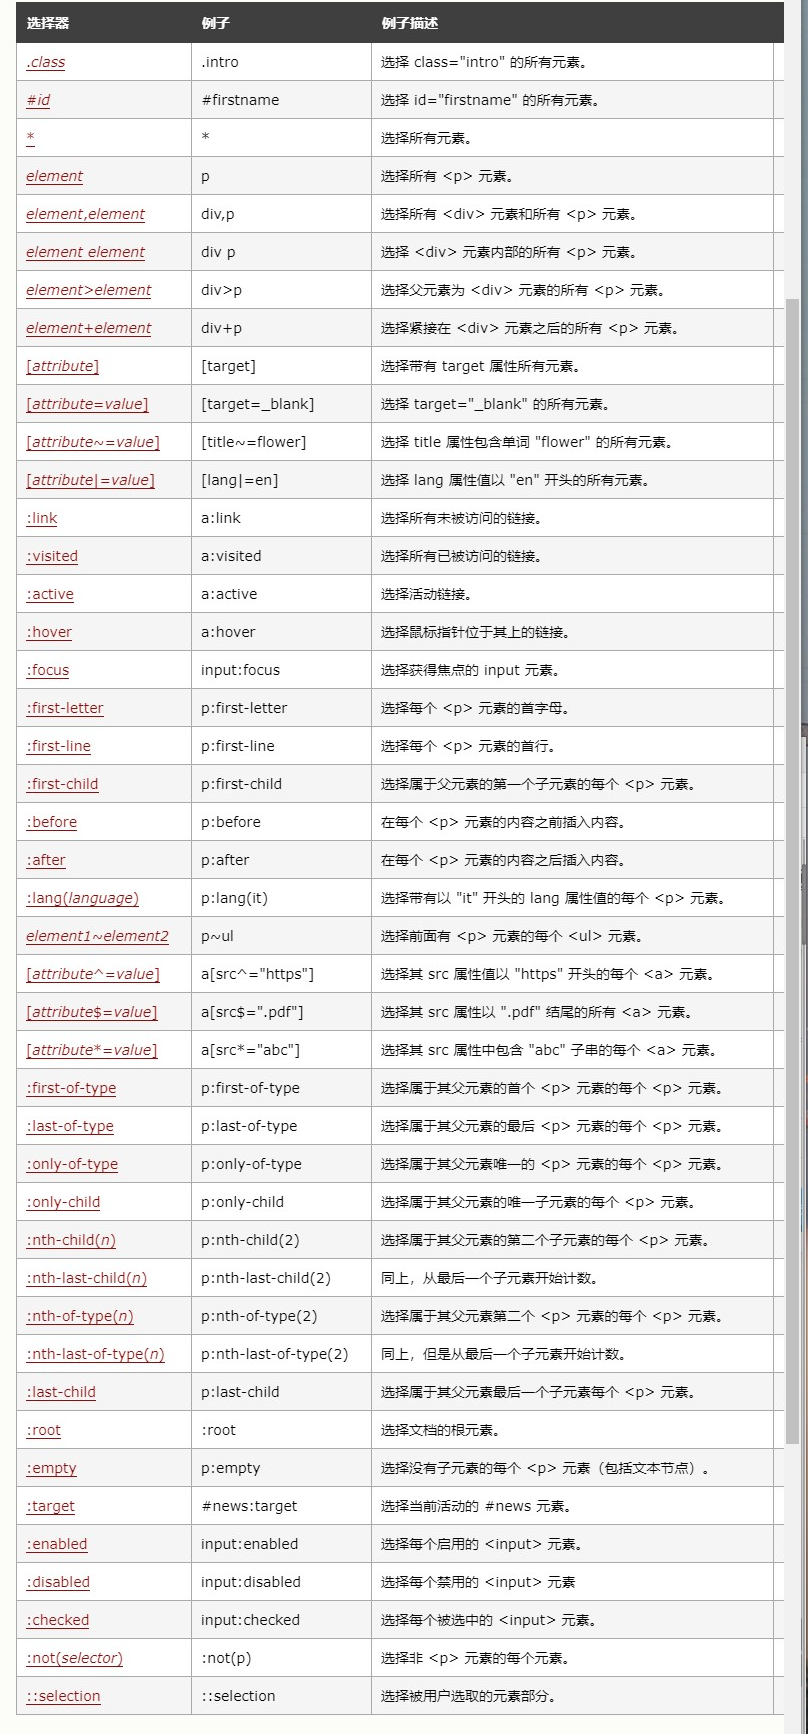 选择器 例子 例子描述
.class .intro 选择 class="intro" 的所有元素。
#id #firstname 选择 id="firstname" 的所有元素。
* * 选择所有元素。
element p 选择所有 <p> 元素。
element,element div,p 选择所有 <div> 元素和所有 <p> 元素。
element element div p 选择 <div> 元素内部的所有 <p> 元素。
element>element div>p 选择父元素为 <div> 元素的所有 <p> 元素。
element+element div+p 选择紧接在 <div> 元素之后的所有 <p> 元素。
[attribute] [target] 选择带有 target 属性所有元素。
[attribute=value] [target=_blank] 选择 target="_blank" 的所有元素。
[attribute~=value] [title~=flower] 选择 title 属性包含单词 "flower" 的所有元素。
[attribute|=value] [lang|=en] 选择 lang 属性值以 "en" 开头的所有元素。
:link a:link 选择所有未被访问的链接。
:visited a:visited 选择所有已被访问的链接。
:active a:active 选择活动链接。
:hover a:hover 选择鼠标指针位于其上的链接。
:focus input:focus 选择获得焦点的 input 元素。
:first-letter p:first-letter 选择每个 <p> 元素的首字母。
:first-line p:first-line 选择每个 <p> 元素的首行。
:first-child p:first-child 选择属于父元素的第一个子元素的每个 <p> 元素。
:before p:before 在每个 <p> 元素的内容之前插入内容。
:after p:after 在每个 <p> 元素的内容之后插入内容。
:lang(language) p:lang(it) 选择带有以 "it" 开头的 lang 属性值的每个 <p> 元素。
element1~element2 p~ul 选择前面有 <p> 元素的每个 <ul> 元素。
[attribute^=value] a[src^="https"] 选择其 src 属性值以 "https" 开头的每个 <a> 元素。
[attribute$=value] a[src$=".pdf"] 选择其 src 属性以 ".pdf" 结尾的所有 <a> 元素。
[attribute*=value] a[src*="abc"] 选择其 src 属性中包含 "abc" 子串的每个 <a> 元素。
:first-of-type p:first-of-type 选择属于其父元素的首个 <p> 元素的每个 <p> 元素。
:last-of-type p:last-of-type 选择属于其父元素的最后 <p> 元素的每个 <p> 元素。
:only-of-type p:only-of-type 选择属于其父元素唯一的 <p> 元素的每个 <p> 元素。
:only-child p:only-child 选择属于其父元素的唯一子元素的每个 <p> 元素。
:nth-child(n) p:nth-child(2) 选择属于其父元素的第二个子元素的每个 <p> 元素。
:nth-last-child(n) p:nth-last-child(2) 同上，从最后一个子元素开始计数。
:nth-of-type(n) p:nth-of-type(2) 选择属于其父元素第二个 <p> 元素的每个 <p> 元素。
:nth-last-of-type(n) p:nth-last-of-type(2) 同上，但是从最后一个子元素开始计数。
:last-child p:last-child 选择属于其父元素最后一个子元素每个 <p> 元素。
:root :root 选择文档的根元素。
:empty p:empty 选择没有子元素的每个 <p> 元素（包括文本节点）。
:target #news:target 选择当前活动的 #news 元素。
:enabled input:enabled 选择每个启用的 <input> 元素。
:disabled input:disabled 选择每个禁用的 <input> 元素
:checked input:checked 选择每个被选中的 <input> 元素。
:not(selector) :not(p) 选择非 <p> 元素的每个元素。
::selection ::selection 选择被用户选取的元素部分。